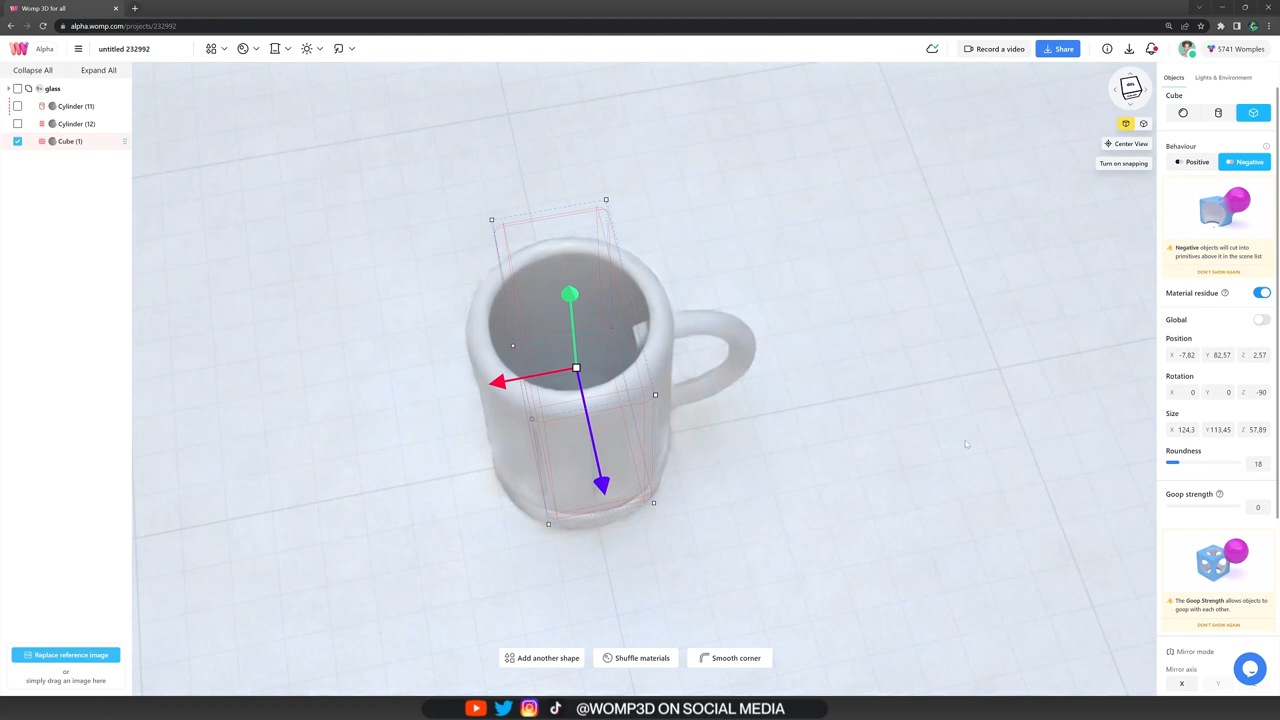 Womp 3D for all
alpha.womp.com/projects/232992
Alpha
untitled 232992
Record a video
Share
5741 Womples
Collapse All
Expand All
glass
Cylinder (11)
Cylinder (12)
Cube (1)
Center View
Turn on snapping
Objects
Lights & Environment
Cube
Behaviour
Positive
Negative
Negative objects will cut into
primitives above it in the scene list
DON'T SHOW AGAIN
Material residue
Global
Position
X -7,82 Y 82,57 Z 2,57
Rotation
X 0 Y 0 Z -90
Size
X 124,3 Y 113,45 Z 57,89
Roundness
18
Goop strength
0
The Goop Strength allows objects to
goop with each other.
DON'T SHOW AGAIN
Mirror mode
Mirror axis
X Y
Replace reference image
or
simply drag an image here
Add another shape
Shuffle materials
Smooth corner
@WOMP3D ON SOCIAL MEDIA